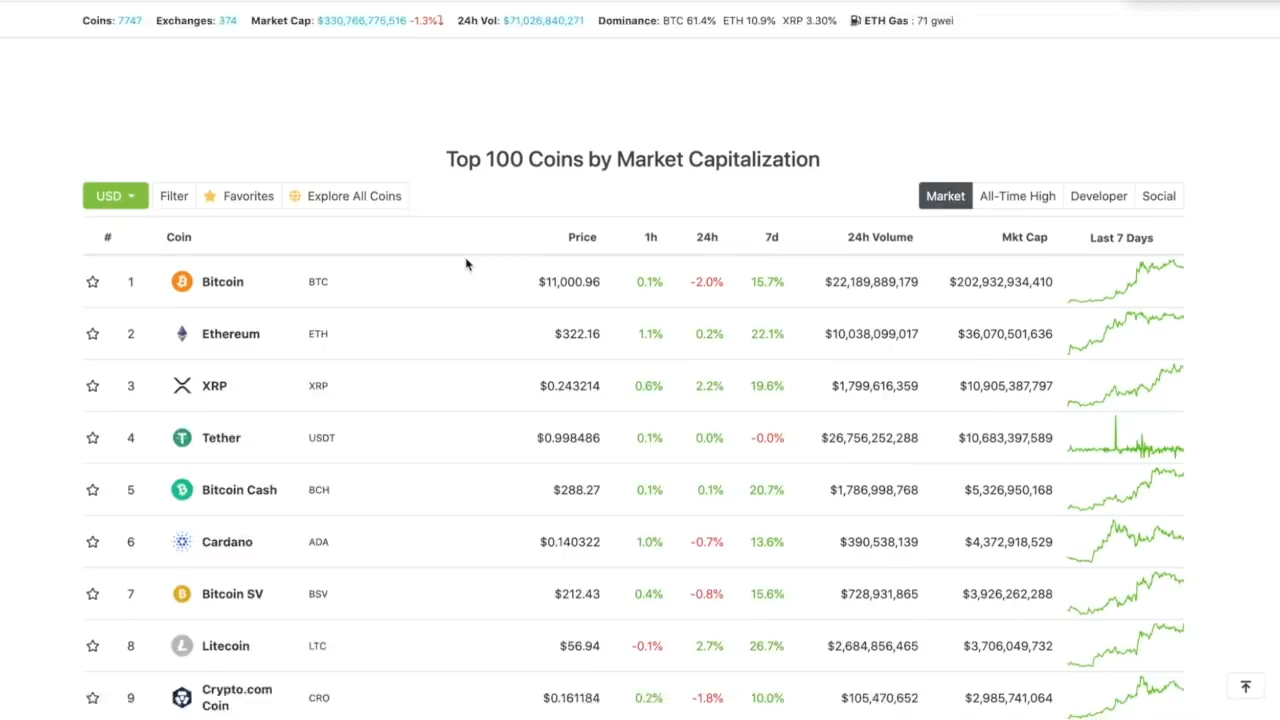 Coins: 7747 Exchanges: 374 Market Cap: $330,766,775,516 -1.3% 24h Vol: $71,026,840,271 Dominance: BTC 61.4% ETH 10.9% XRP 3.30% ETH Gas : 71 gwei
Top 100 Coins by Market Capitalization
USD Filter Favorites Explore All Coins Market All-Time High Developer Social
# Coin Price 1h 24h 7d 24h Volume Mkt Cap Last 7 Days
1 Bitcoin BTC $11,000.96 0.1% -2.0% 15.7% $22,189,889,179 $202,932,934,410
2 Ethereum ETH $322.16 1.1% 0.2% 22.1% $10,038,099,017 $36,070,501,636
3 XRP XRP $0.243214 0.6% 2.2% 19.6% $1,799,616,359 $10,905,387,797
4 Tether USDT $0.998486 0.1% 0.0% -0.0% $26,756,252,288 $10,683,397,589
5 Bitcoin Cash BCH $288.27 0.1% 0.1% 20.7% $1,786,998,768 $5,326,950,168
6 Cardano ADA $0.140322 1.0% -0.7% 13.6% $390,538,139 $4,372,918,529
7 Bitcoin SV BSV $212.43 0.4% -0.8% 15.6% $728,931,865 $3,926,262,288
8 Litecoin LTC $56.94 -0.1% 2.7% 26.7% $2,684,856,465 $3,706,049,732
9 Crypto.com Coin CRO $0.161184 0.2% -1.8% 10.0% $105,470,652 $2,985,741,064